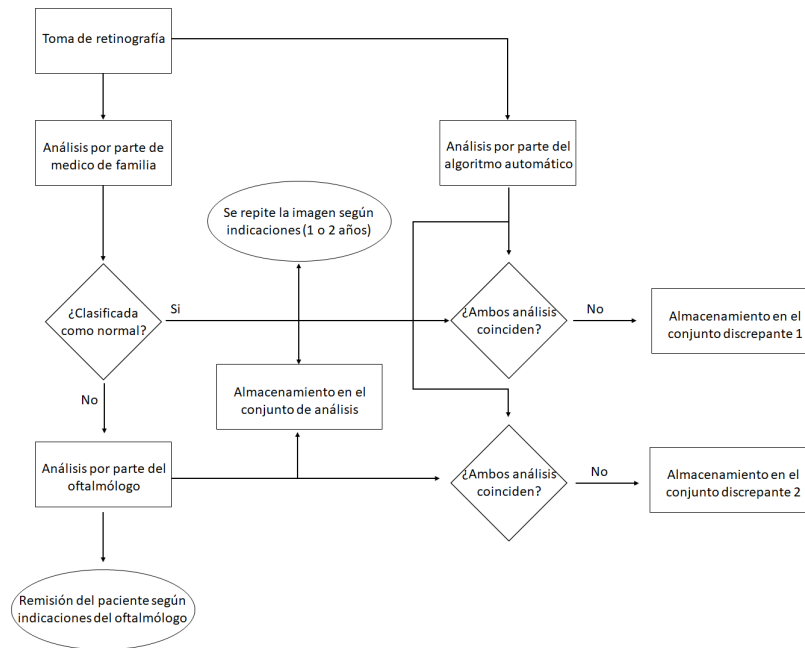 Toma de retinografía
Análisis por parte de
medico de familia
Análisis por parte del
algoritmo automático
Se repite la imagen según
indicaciones (1 o 2 años)
¿Clasificada
como normal?
Si
¿Ambos análisis
coinciden?
No
Almacenamiento en el
conjunto discrepante 1
Almacenamiento en el
conjunto de análisis
No
Análisis por parte del
oftalmólogo
¿Ambos análisis
coinciden?
No
Almacenamiento en el
conjunto discrepante 2
Remisión del paciente según
indicaciones del oftalmólogo